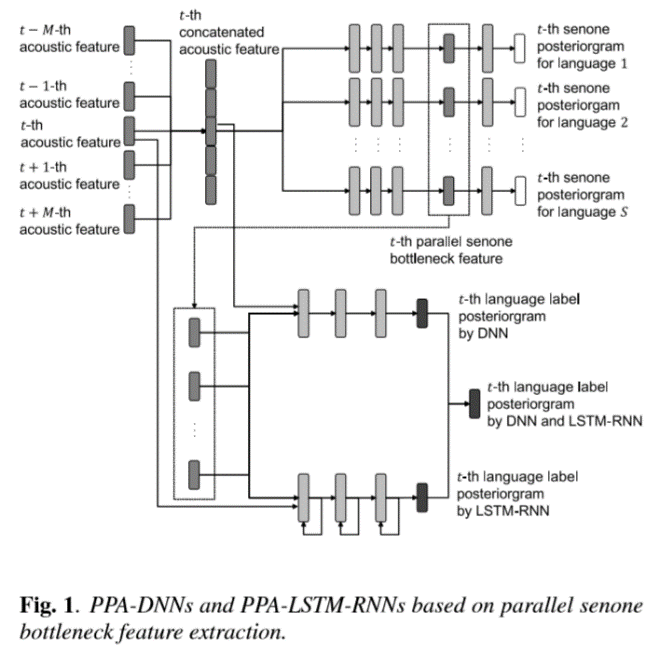 t − M-th
acoustic feature
t − 1-th
acoustic feature
t-th
acoustic feature
t + 1-th
acoustic feature
t + M-th
acoustic feature
t-th
concatenated
acoustic feature
t-th senone
posteriorgram
for language 1
t-th senone
posteriorgam
for language 2
t-th senone
posteriorgram
for language S
t-th parallel senone
bottleneck feature
t-th language label
posteriorgram
by DNN
t-th language label
posteriorgram
by DNN and LSTM-RNN
t-th language label
posteriorgram
by LSTM-RNN
Fig. 1. PPA-DNNs and PPA-LSTM-RNNs based on parallel senone
bottleneck feature extraction.